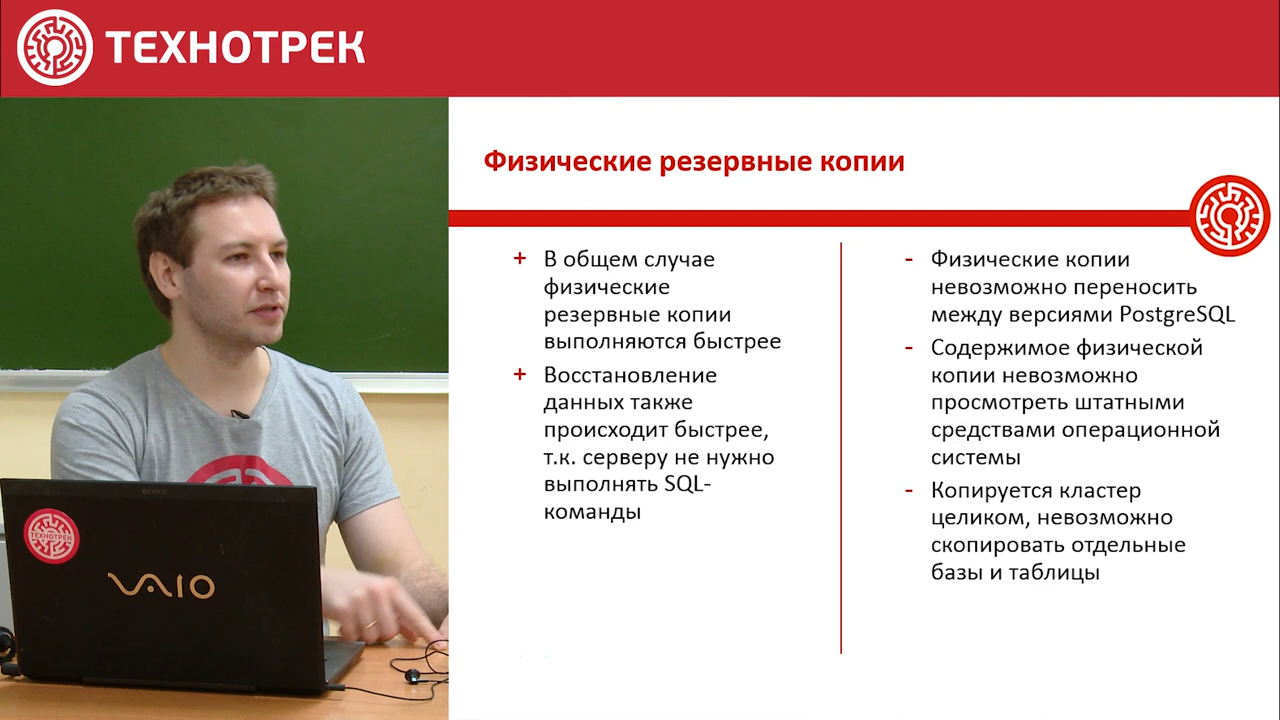 ТЕХНОТРЕК
Физические резервные копии
+ В общем случае
физические
резервные копии
выполняются быстрее
+ Восстановление
данных также
происходит быстрее,
т.к. серверу не нужно
выполнять SQL-
команды
- Физические копии
невозможно переносить
между версиями PostgreSQL
- Содержимое физической
копии невозможно
просмотреть штатными
средствами операционной
системы
- Копируется кластер
целиком, невозможно
скопировать отдельные
базы и таблицы
SONY
ТЕХНОТРЕК
VAIO